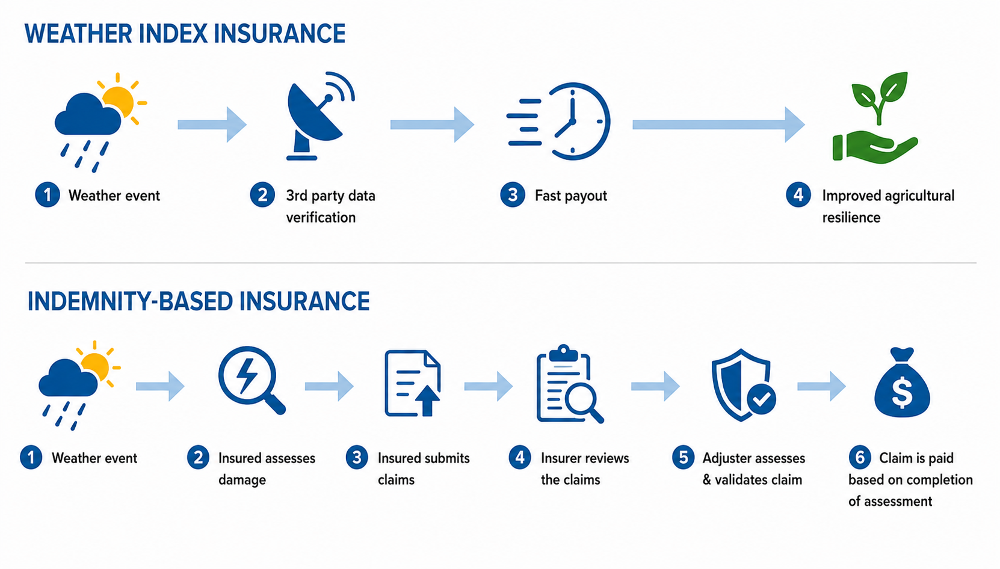 WEATHER INDEX INSURANCE
1 Weather event
2 3rd party data
verification
3 Fast payout
4 Improved agricultural
resilience
INDEMNITY-BASED INSURANCE
$
1 Weather event
2 Insured assesses
damage
3 Insured submits
claims
4 Insurer reviews
the claims
5 Adjuster assesses
& validates claim
6 Claim is paid
based on completion
of assessment